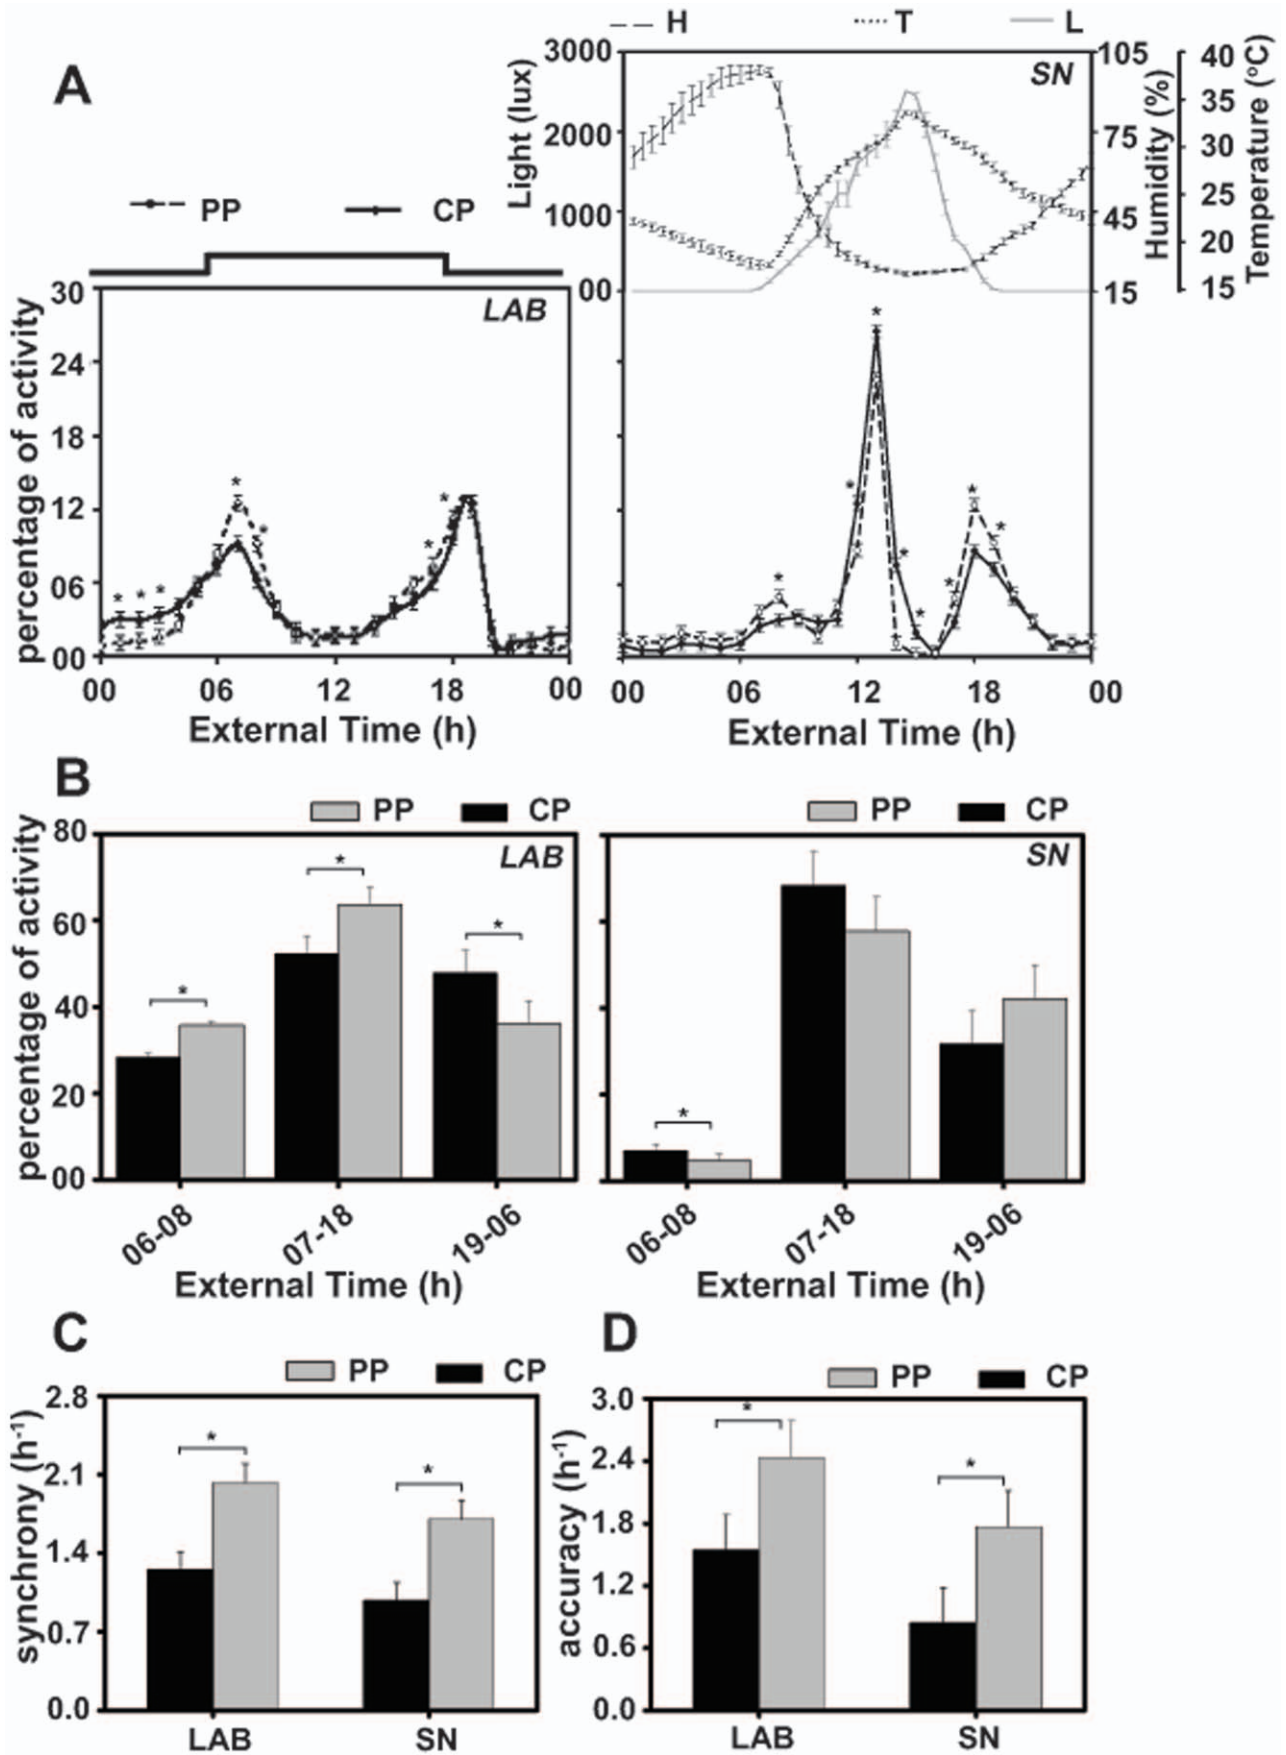 H T L
A
SN
3000
2000
1000
00
Light (lux)
105
75
45
15
Humidity (%)
40
35
30
25
20
15
Temperature (°C)
PP CP
LAB
30
24
18
12
06
00
percentage of activity
* * * * * * *
* * * * * * * *
00 06 12 18 00
00 06 12 18 00
External Time (h)
External Time (h)
B
PP CP
PP CP
LAB
SN
80
60
40
20
00
percentage of activity
* * *
*
06-08 07-18 19-06
06-08 07-18 19-06
External Time (h)
External Time (h)
C
PP CP
2.8
2.1
1.4
0.7
0.0
synchrony (h-1)
* *
LAB SN
D
PP CP
3.0
2.4
1.8
1.2
0.6
0.0
accuracy (h-1)
* *
LAB SN